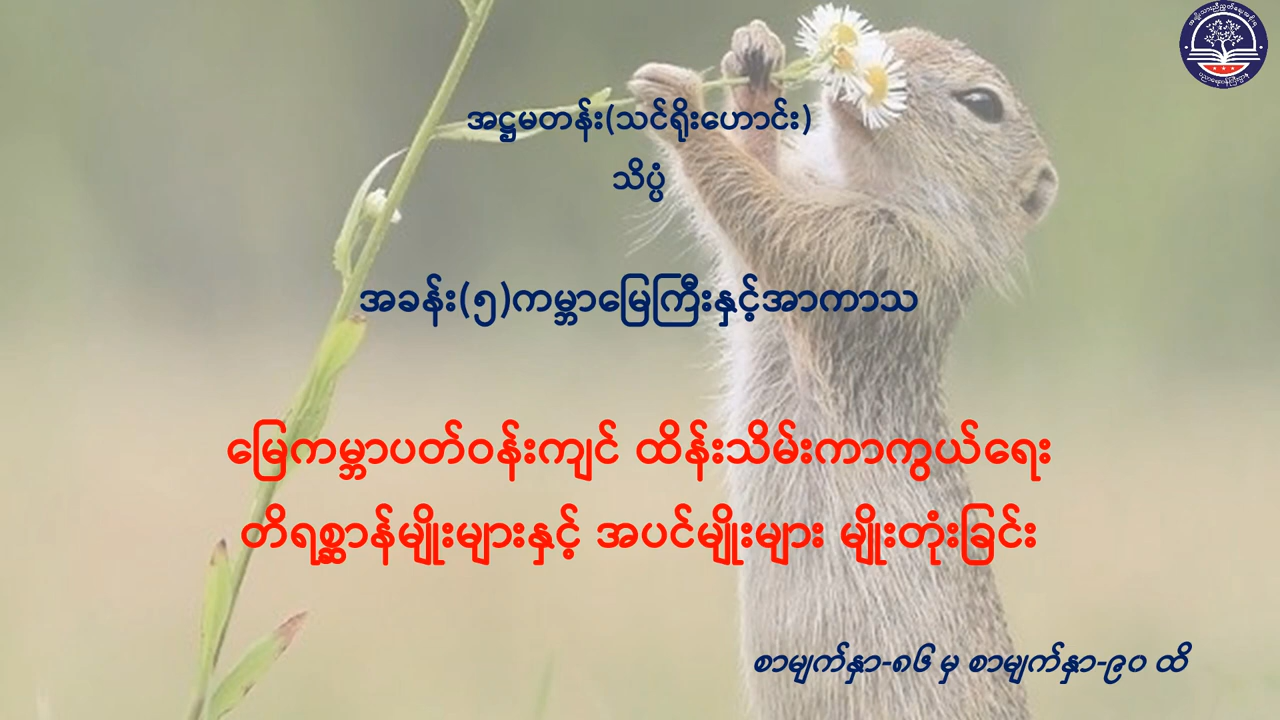 အဋ္ဌမတန်း(သင်ရိုးဟောင်း)
သိပ္ပံ
အခန်း(၅)ကမ္ဘာမြေကြီးနှင့်အာကာသ
မြေကမ္ဘာပတ်ဝန်းကျင် ထိန်းသိမ်းကာကွယ်ရေး
တိရစ္ဆာန်မျိုးများနှင့် အပင်မျိုးများ မျိုးတုံးခြင်း
စာမျက်နှာ-၈၆ မှ စာမျက်နှာ-၉၀ ထိ